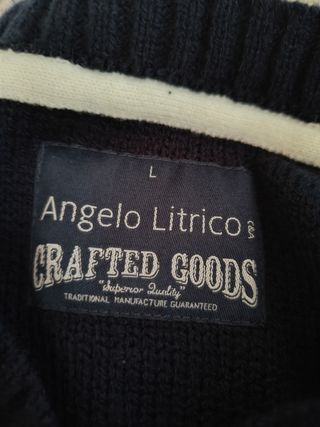 L
Angelo Litrico C&A
CRAFTED GOODS
"Superior Quality"
TRADITIONAL MANUFACTURE GUARANTEED